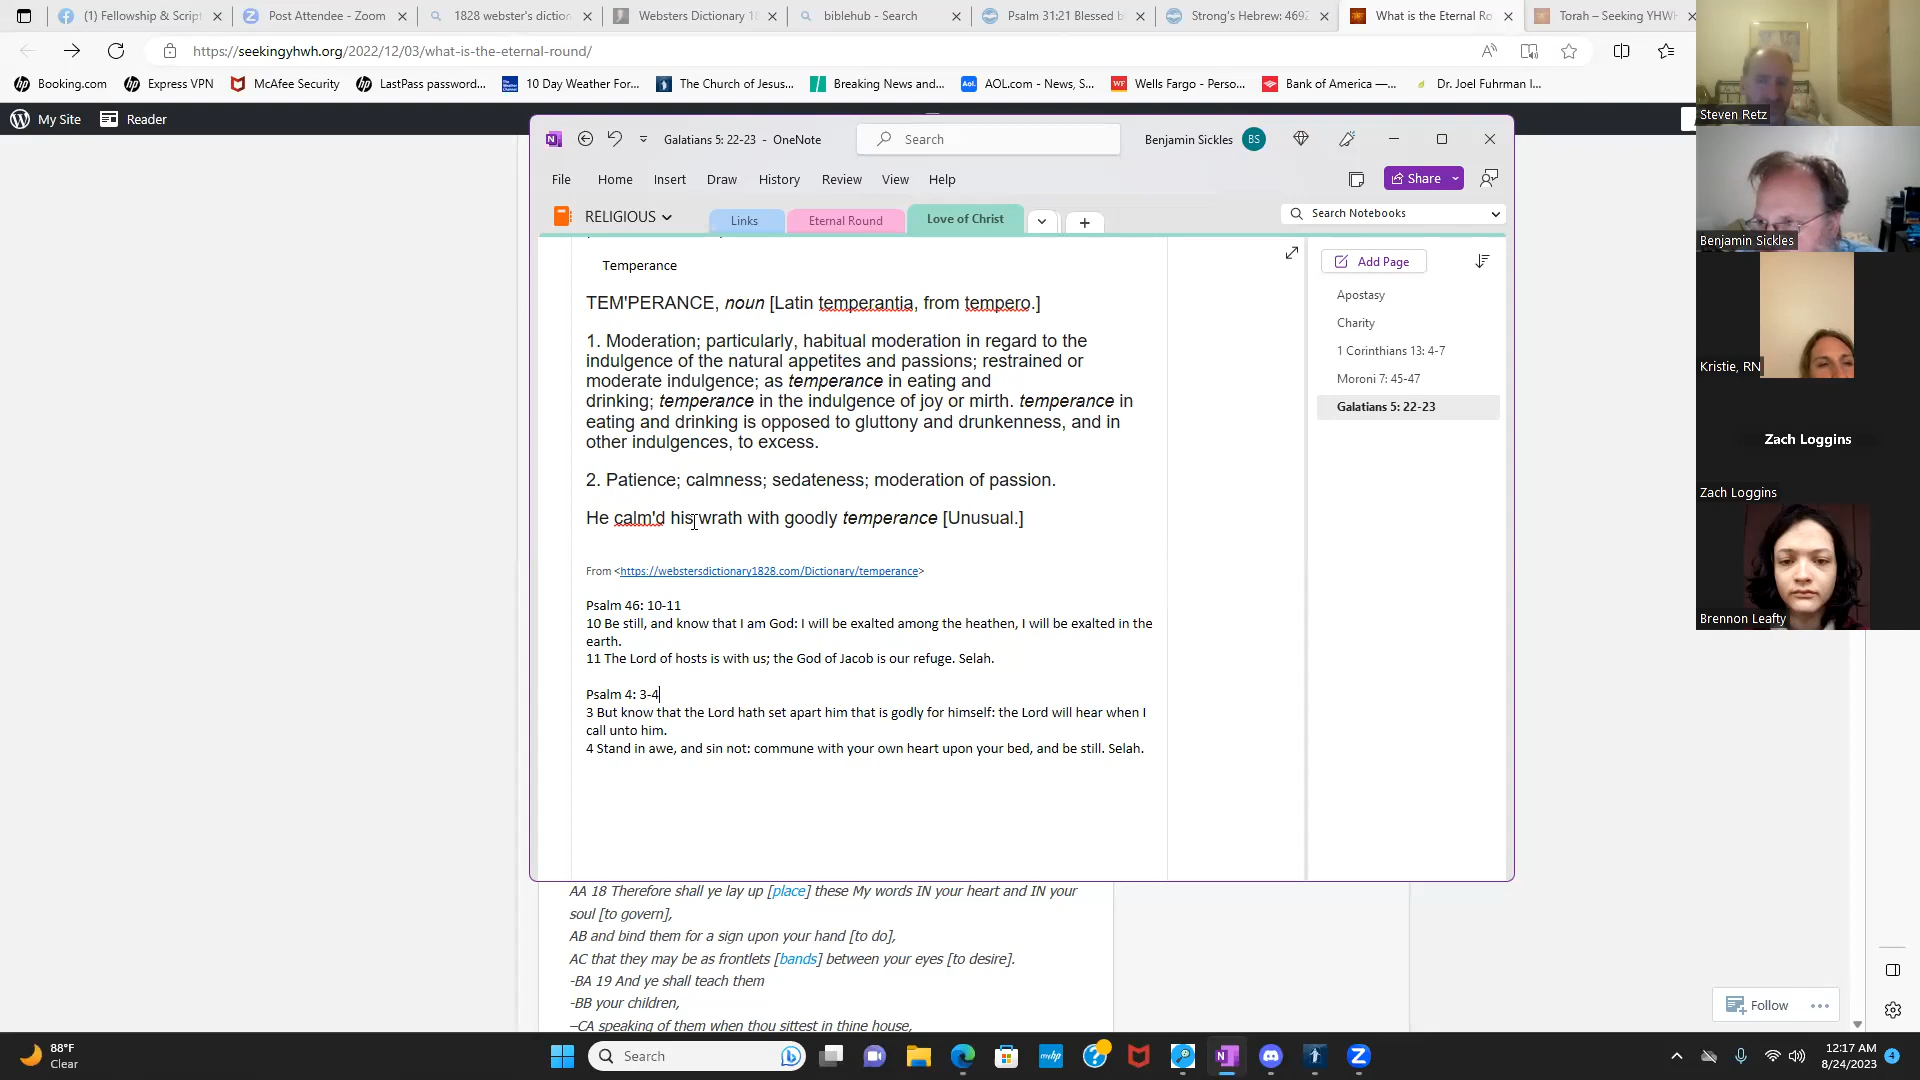 (1) Fellowship & Script
Post Attendee - Zoom
1828 webster's diction
Websters Dictionary 18
biblehub - Search
Psalm 31:21 Blessed b
Strong's Hebrew: 4692
What is the Eternal Ro
Torah – Seeking YHWH
https://seekingyhwh.org/2022/12/03/what-is-the-eternal-round/
Booking.com
Express VPN
McAfee Security
LastPass password...
10 Day Weather For...
The Church of Jesus...
Breaking News and...
AOL.com - News, S...
Wells Fargo - Perso...
Bank of America —...
Dr. Joel Fuhrman I...
My Site
Reader
Galatians 5: 22-23 - OneNote
Search
Benjamin Sickles
BS
File
Home
Insert
Draw
History
Review
View
Help
Share
RELIGIOUS
Links
Eternal Round
Love of Christ
Search Notebooks
Temperance
TEM'PERANCE, noun [Latin temperantia, from tempero.]
1. Moderation; particularly, habitual moderation in regard to the
indulgence of the natural appetites and passions; restrained or
moderate indulgence; as temperance in eating and
drinking; temperance in the indulgence of joy or mirth. temperance in
eating and drinking is opposed to gluttony and drunkenness, and in
other indulgences, to excess.
2. Patience; calmness; sedateness; moderation of passion.
He calm'd his wrath with goodly temperance [Unusual.]
From <https://webstersdictionary1828.com/Dictionary/temperance>
Psalm 46: 10-11
10 Be still, and know that I am God: I will be exalted among the heathen, I will be exalted in the
earth.
11 The Lord of hosts is with us; the God of Jacob is our refuge. Selah.
Psalm 4: 3-4
3 But know that the Lord hath set apart him that is godly for himself: the Lord will hear when I
call unto him.
4 Stand in awe, and sin not: commune with your own heart upon your bed, and be still. Selah.
Add Page
Apostasy
Charity
1 Corinthians 13: 4-7
Moroni 7: 45-47
Galatians 5: 22-23
AA 18 Therefore shall ye lay up [place] these My words IN your heart and IN your
soul [to govern],
AB and bind them for a sign upon your hand [to do],
AC that they may be as frontlets [bands] between your eyes [to desire].
-BA 19 And ye shall teach them
-BB your children,
–CA speaking of them when thou sittest in thine house,
Follow
Steven Retz
Benjamin Sickles
Kristie, RN
Zach Loggins
Zach Loggins
Brennon Leafty
88°F
Clear
Search
12:17 AM
8/24/2023
4